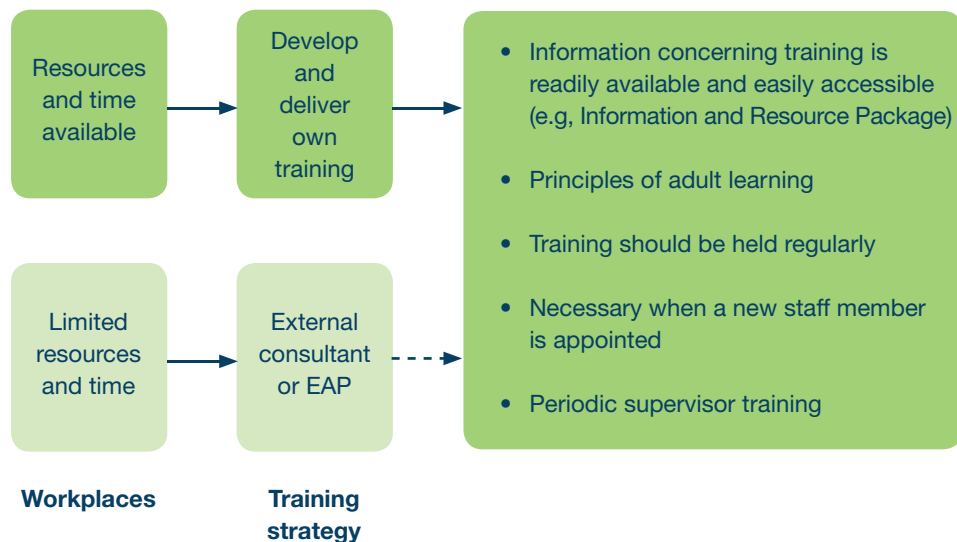 Resources
and time
available
Develop
and
deliver
own
training
• Information concerning training is
readily available and easily accessible
(e.g, Information and Resource Package)
• Principles of adult learning
• Training should be held regularly
• Necessary when a new staff member
is appointed
• Periodic supervisor training
Limited
resources
and time
External
consultant
or EAP
Workplaces
Training
strategy